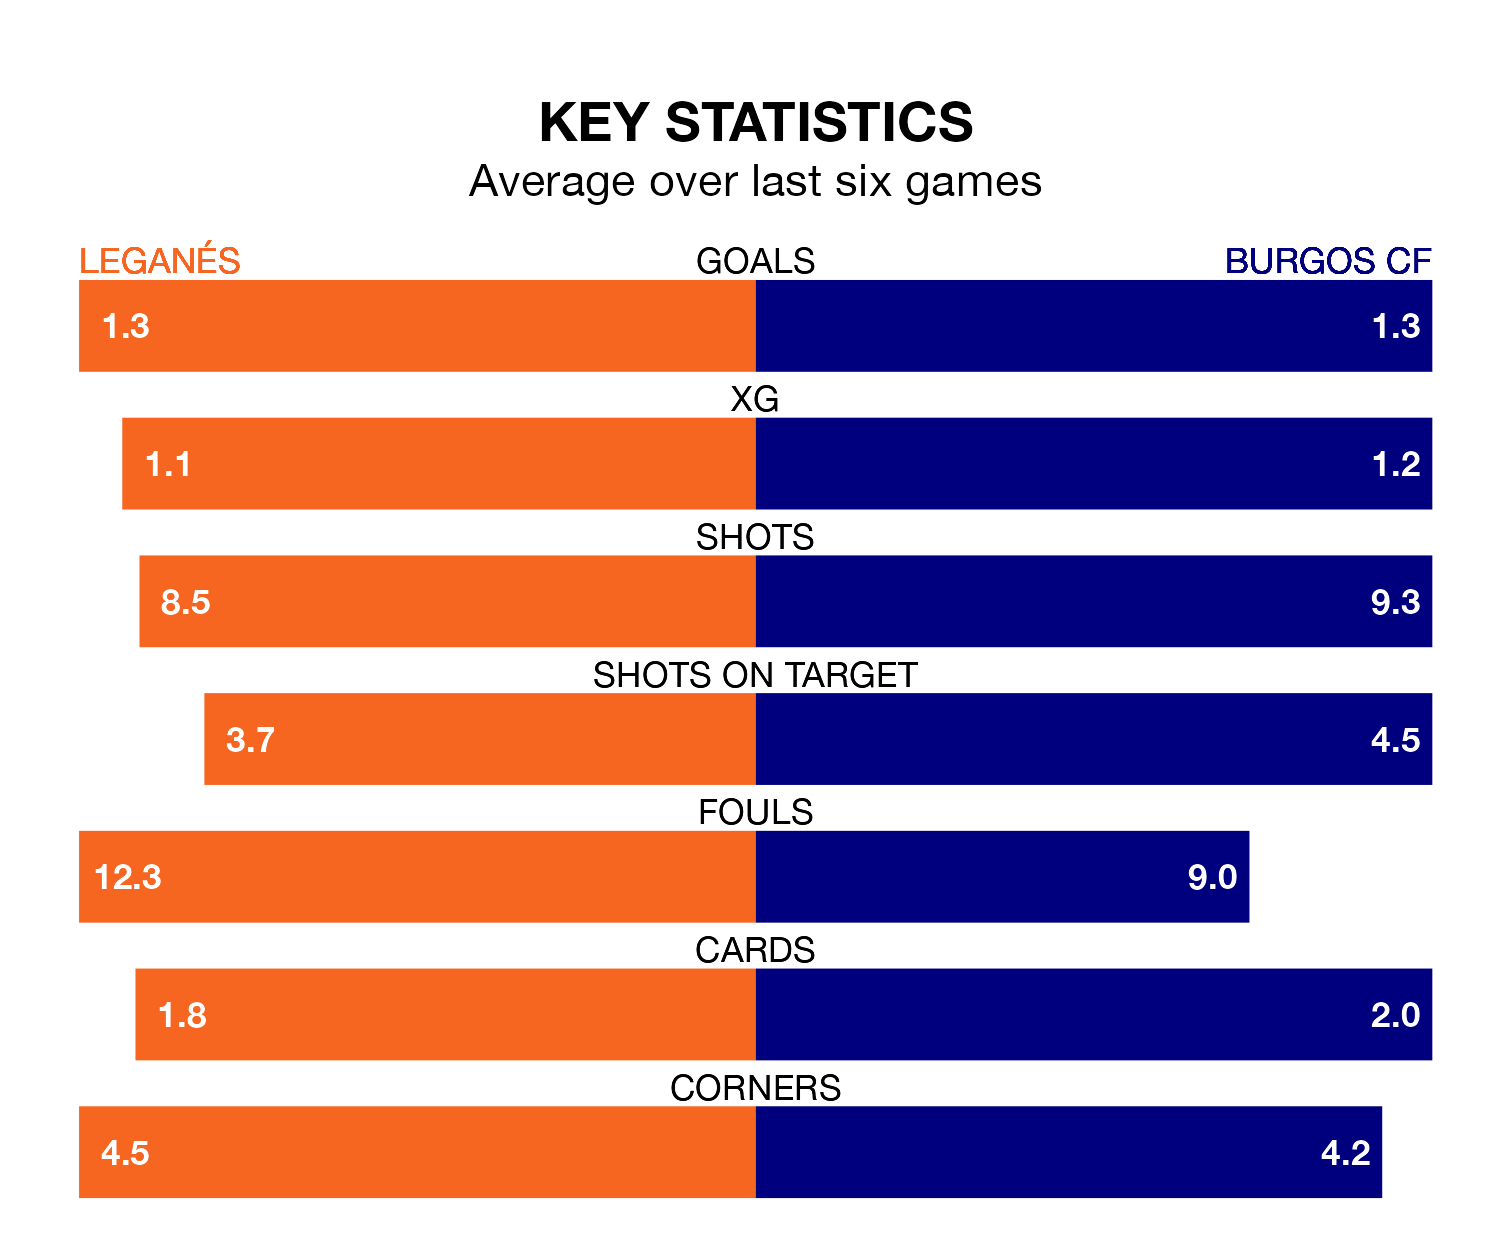 KEY STATISTICS
Average over last six games
LEGANÉS GOALS BURGOS CF
1.3 1.3
XG
1.1 1.2
SHOTS
8.5 9.3
SHOTS ON TARGET
3.7 4.5
FOULS
12.3 9.0
CARDS
1.8 2.0
CORNERS
4.5 4.2